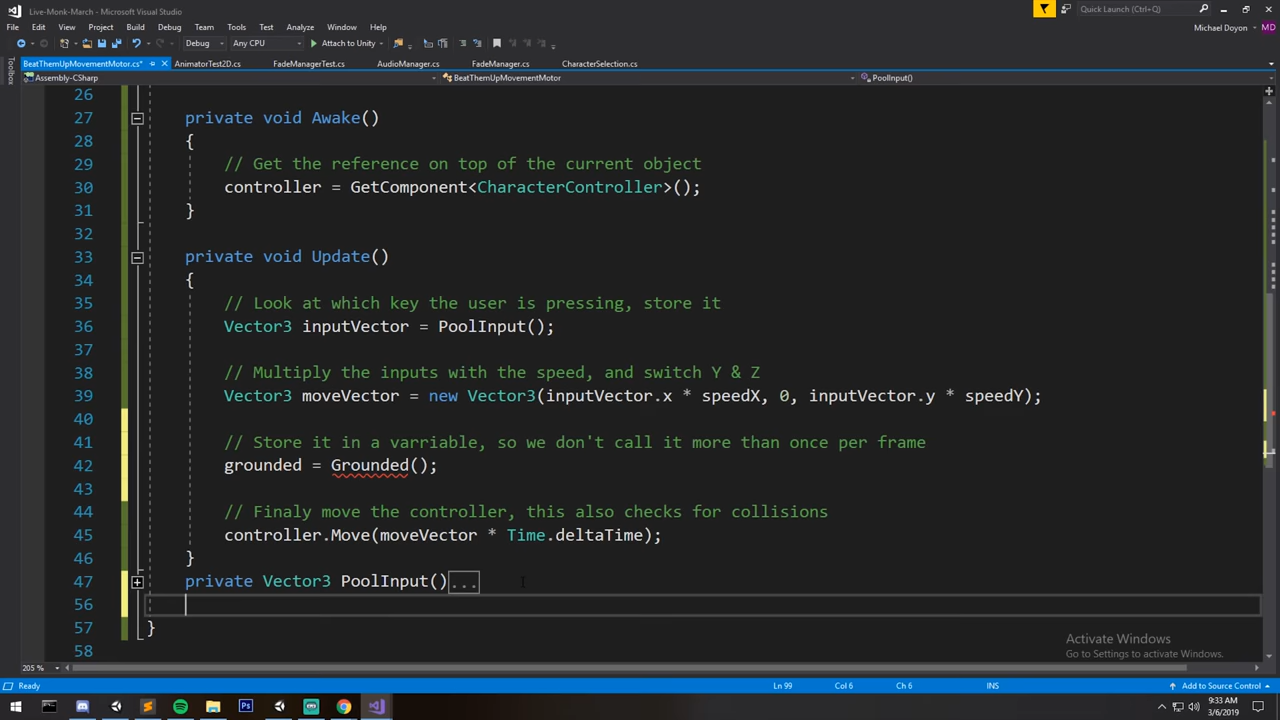 Live-Monk-March - Microsoft Visual Studio
Quick Launch (Ctrl+Q)
File Edit View Project Build Debug Team Tools Test Analyze Window Help
Michael Doyon MD
Debug Any CPU Attach to Unity
BeatThemUpMovementMotor.cs* AnimatorTest2D.cs FadeManagerTest.cs AudioManager.cs FadeManager.cs CharacterSelection.cs
Toolbox
Assembly-CSharp BeatThemUpMovementMotor PoolInput()
26
27 private void Awake()
28 {
29 // Get the reference on top of the current object
30 controller = GetComponent<CharacterController>();
31 }
32
33 private void Update()
34 {
35 // Look at which key the user is pressing, store it
36 Vector3 inputVector = PoolInput();
37
38 // Multiply the inputs with the speed, and switch Y & Z
39 Vector3 moveVector = new Vector3(inputVector.x * speedX, 0, inputVector.y * speedY);
40
41 // Store it in a varriable, so we don't call it more than once per frame
42 grounded = Grounded();
43
44 // Finaly move the controller, this also checks for collisions
45 controller.Move(moveVector * Time.deltaTime);
46 }
47 private Vector3 PoolInput()...
56
57 }
58
Activate Windows
Go to Settings to activate Windows.
205 %
Ready Ln 99 Col 6 Ch 6 INS Add to Source Control
9:33 AM
3/6/2019